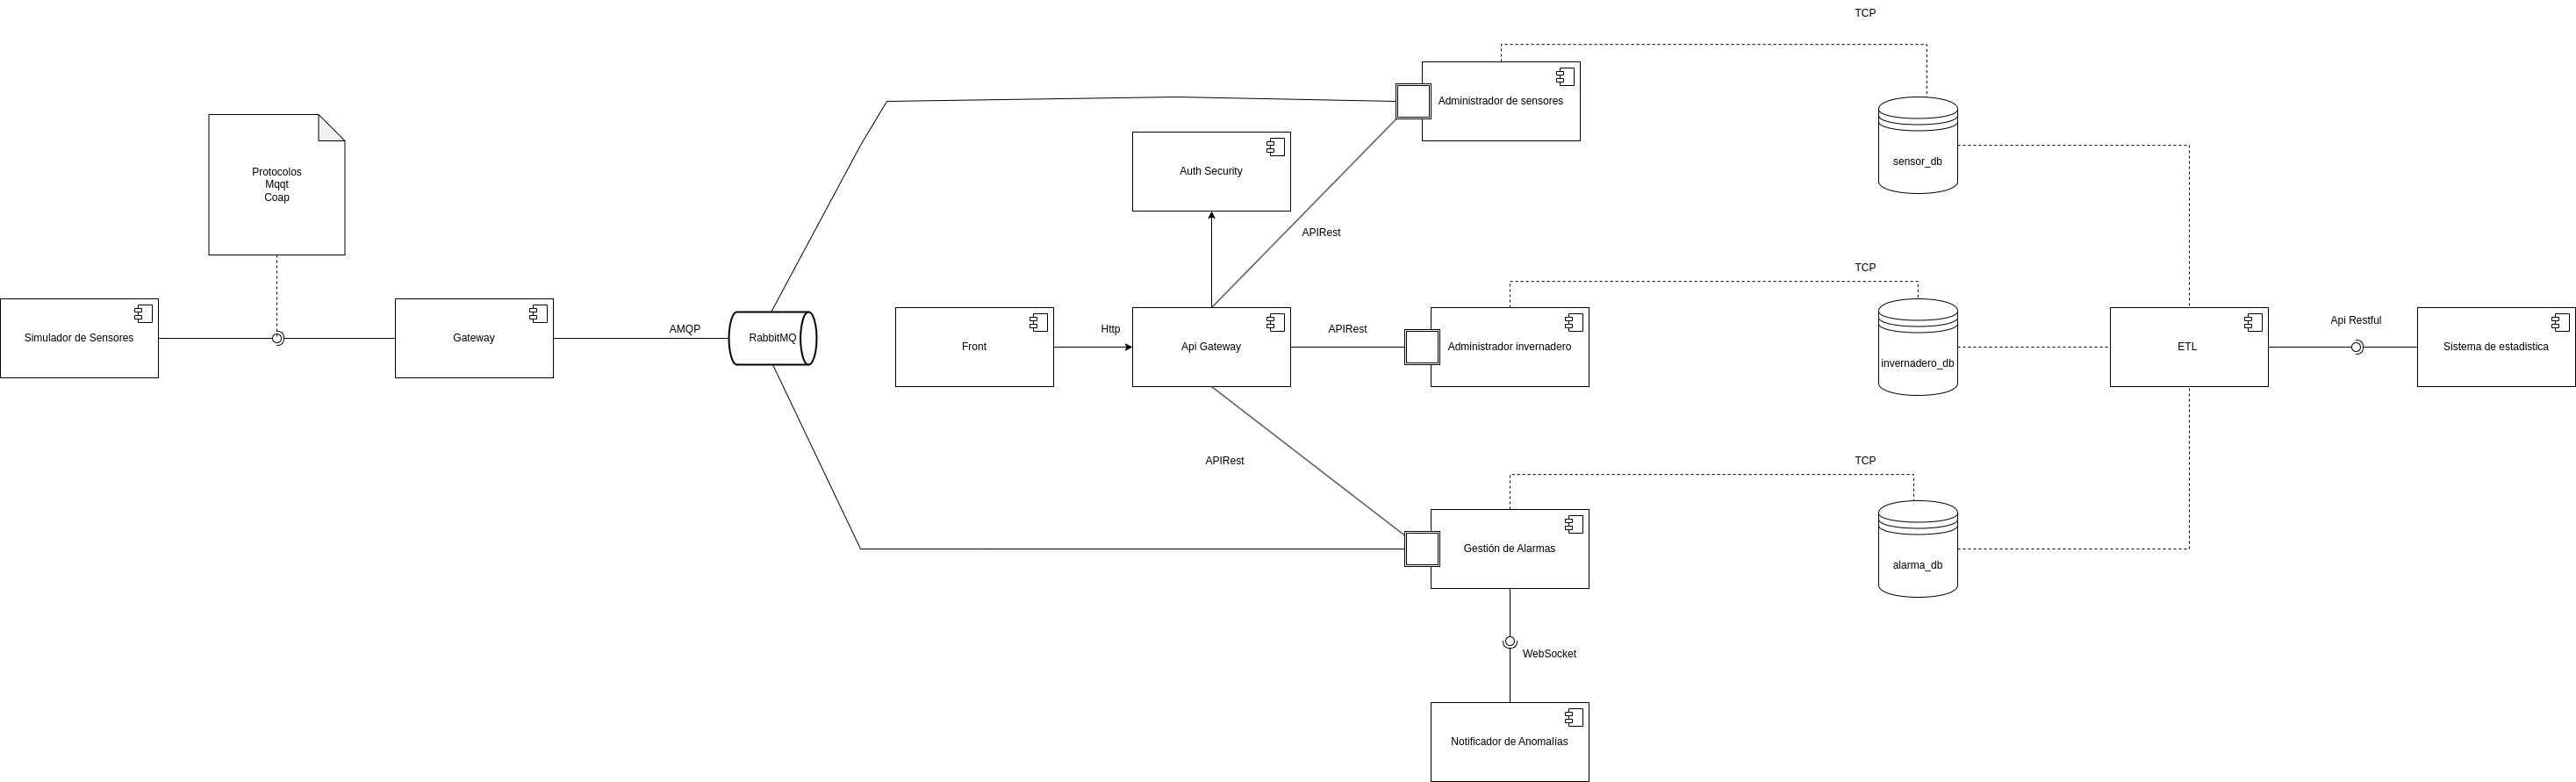 TCP
Administrador de sensores
Protocolos
Mqqt
Coap
Auth Security
sensor_db
APIRest
TCP
Simulador de Sensores
Gateway
AMQP
RabbitMQ
Front
Http
Api Gateway
APIRest
Administrador invernadero
invernadero_db
ETL
Api Restful
Sistema de estadistica
APIRest
TCP
Gestión de Alarmas
alarma_db
WebSocket
Notificador de Anomalías